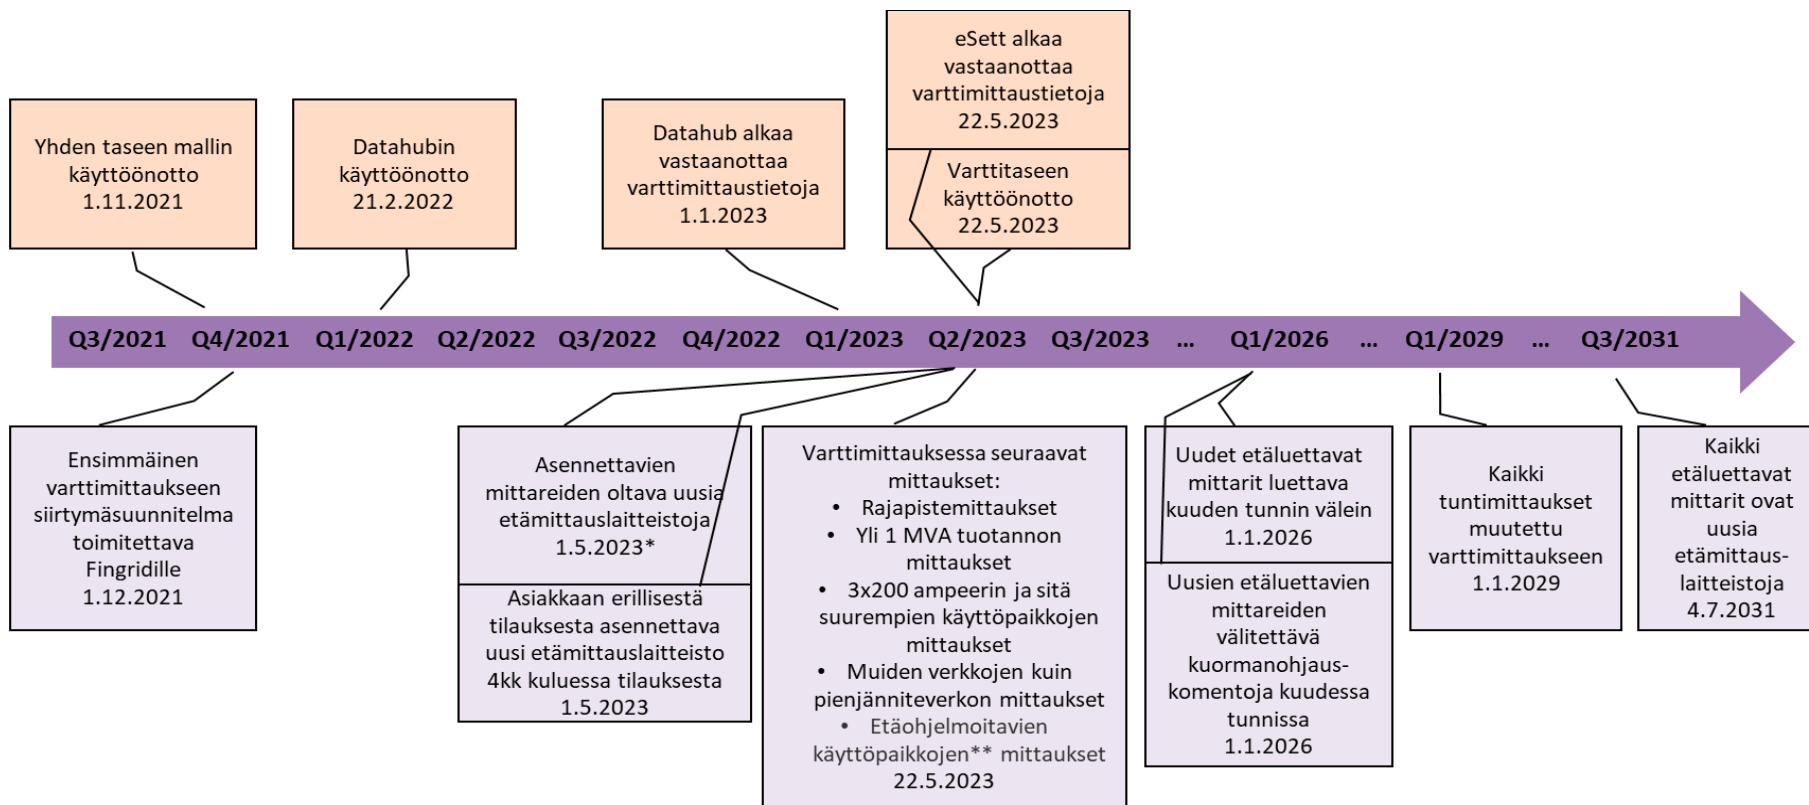 Yhden taseen mallin
käyttöönotto
1.11.2021
Datahubin
käyttöönotto
21.2.2022
Datahub alkaa
vastaanottaa
varttimittaustietoja
1.1.2023
eSett alkaa
vastaanottaa
varttimittaustietoja
22.5.2023
Varttitaseen
käyttöönotto
22.5.2023
Q3/2021 Q4/2021 Q1/2022 Q2/2022 Q3/2022 Q4/2022 Q1/2023 Q2/2023 Q3/2023 ... Q1/2026 ... Q1/2029 ... Q3/2031
Ensimmäinen
varttimittaukseen
siirtymäsuunnitelma
toimitettava
Fingridille
1.12.2021
Asennettavien
mittareiden oltava uusia
etämittauslaitteistoja
1.5.2023*
Asiakkaan erillisestä
tilauksesta asennettava
uusi etämittauslaitteisto
4kk kuluessa tilauksesta
1.5.2023
Varttimittauksessa seuraavat
mittaukset:
• Rajapistemittaukset
• Yli 1 MVA tuotannon
mittaukset
• 3x200 ampeerin ja sitä
suurempien käyttöpaikkojen
mittaukset
• Muiden verkkojen kuin
pienjänniteverkon mittaukset
• Etäohjelmoitavien
käyttöpaikkojen** mittaukset
22.5.2023
Uudet etäluettavat
mittarit luettava
kuuden tunnin välein
1.1.2026
Uusien etäluettavien
mittareiden
välitettävä
kuormanohjaus-
komentoja kuudessa
tunnissa
1.1.2026
Kaikki
tuntimittaukset
muutettu
varttimittaukseen
1.1.2029
Kaikki
etäluettavat
mittarit ovat
uusia
etämittaus-
laitteistoja
4.7.2031